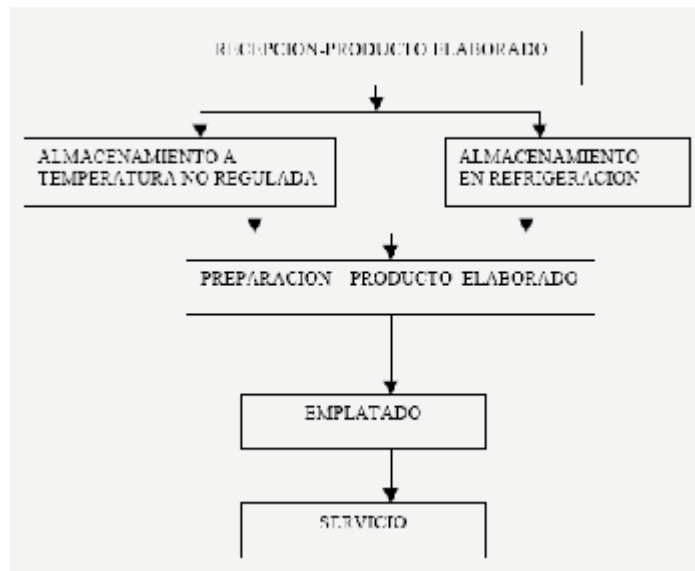 RECEPCION-PRODUCTO ELABORADO
ALMACENAMIENTO A
TEMPERATURA NO REGULADA
ALMACENAMIENTO
EN REFRIGERACION
PREPARACION PRODUCTO ELABORADO
EMPLATADO
SERVICIO